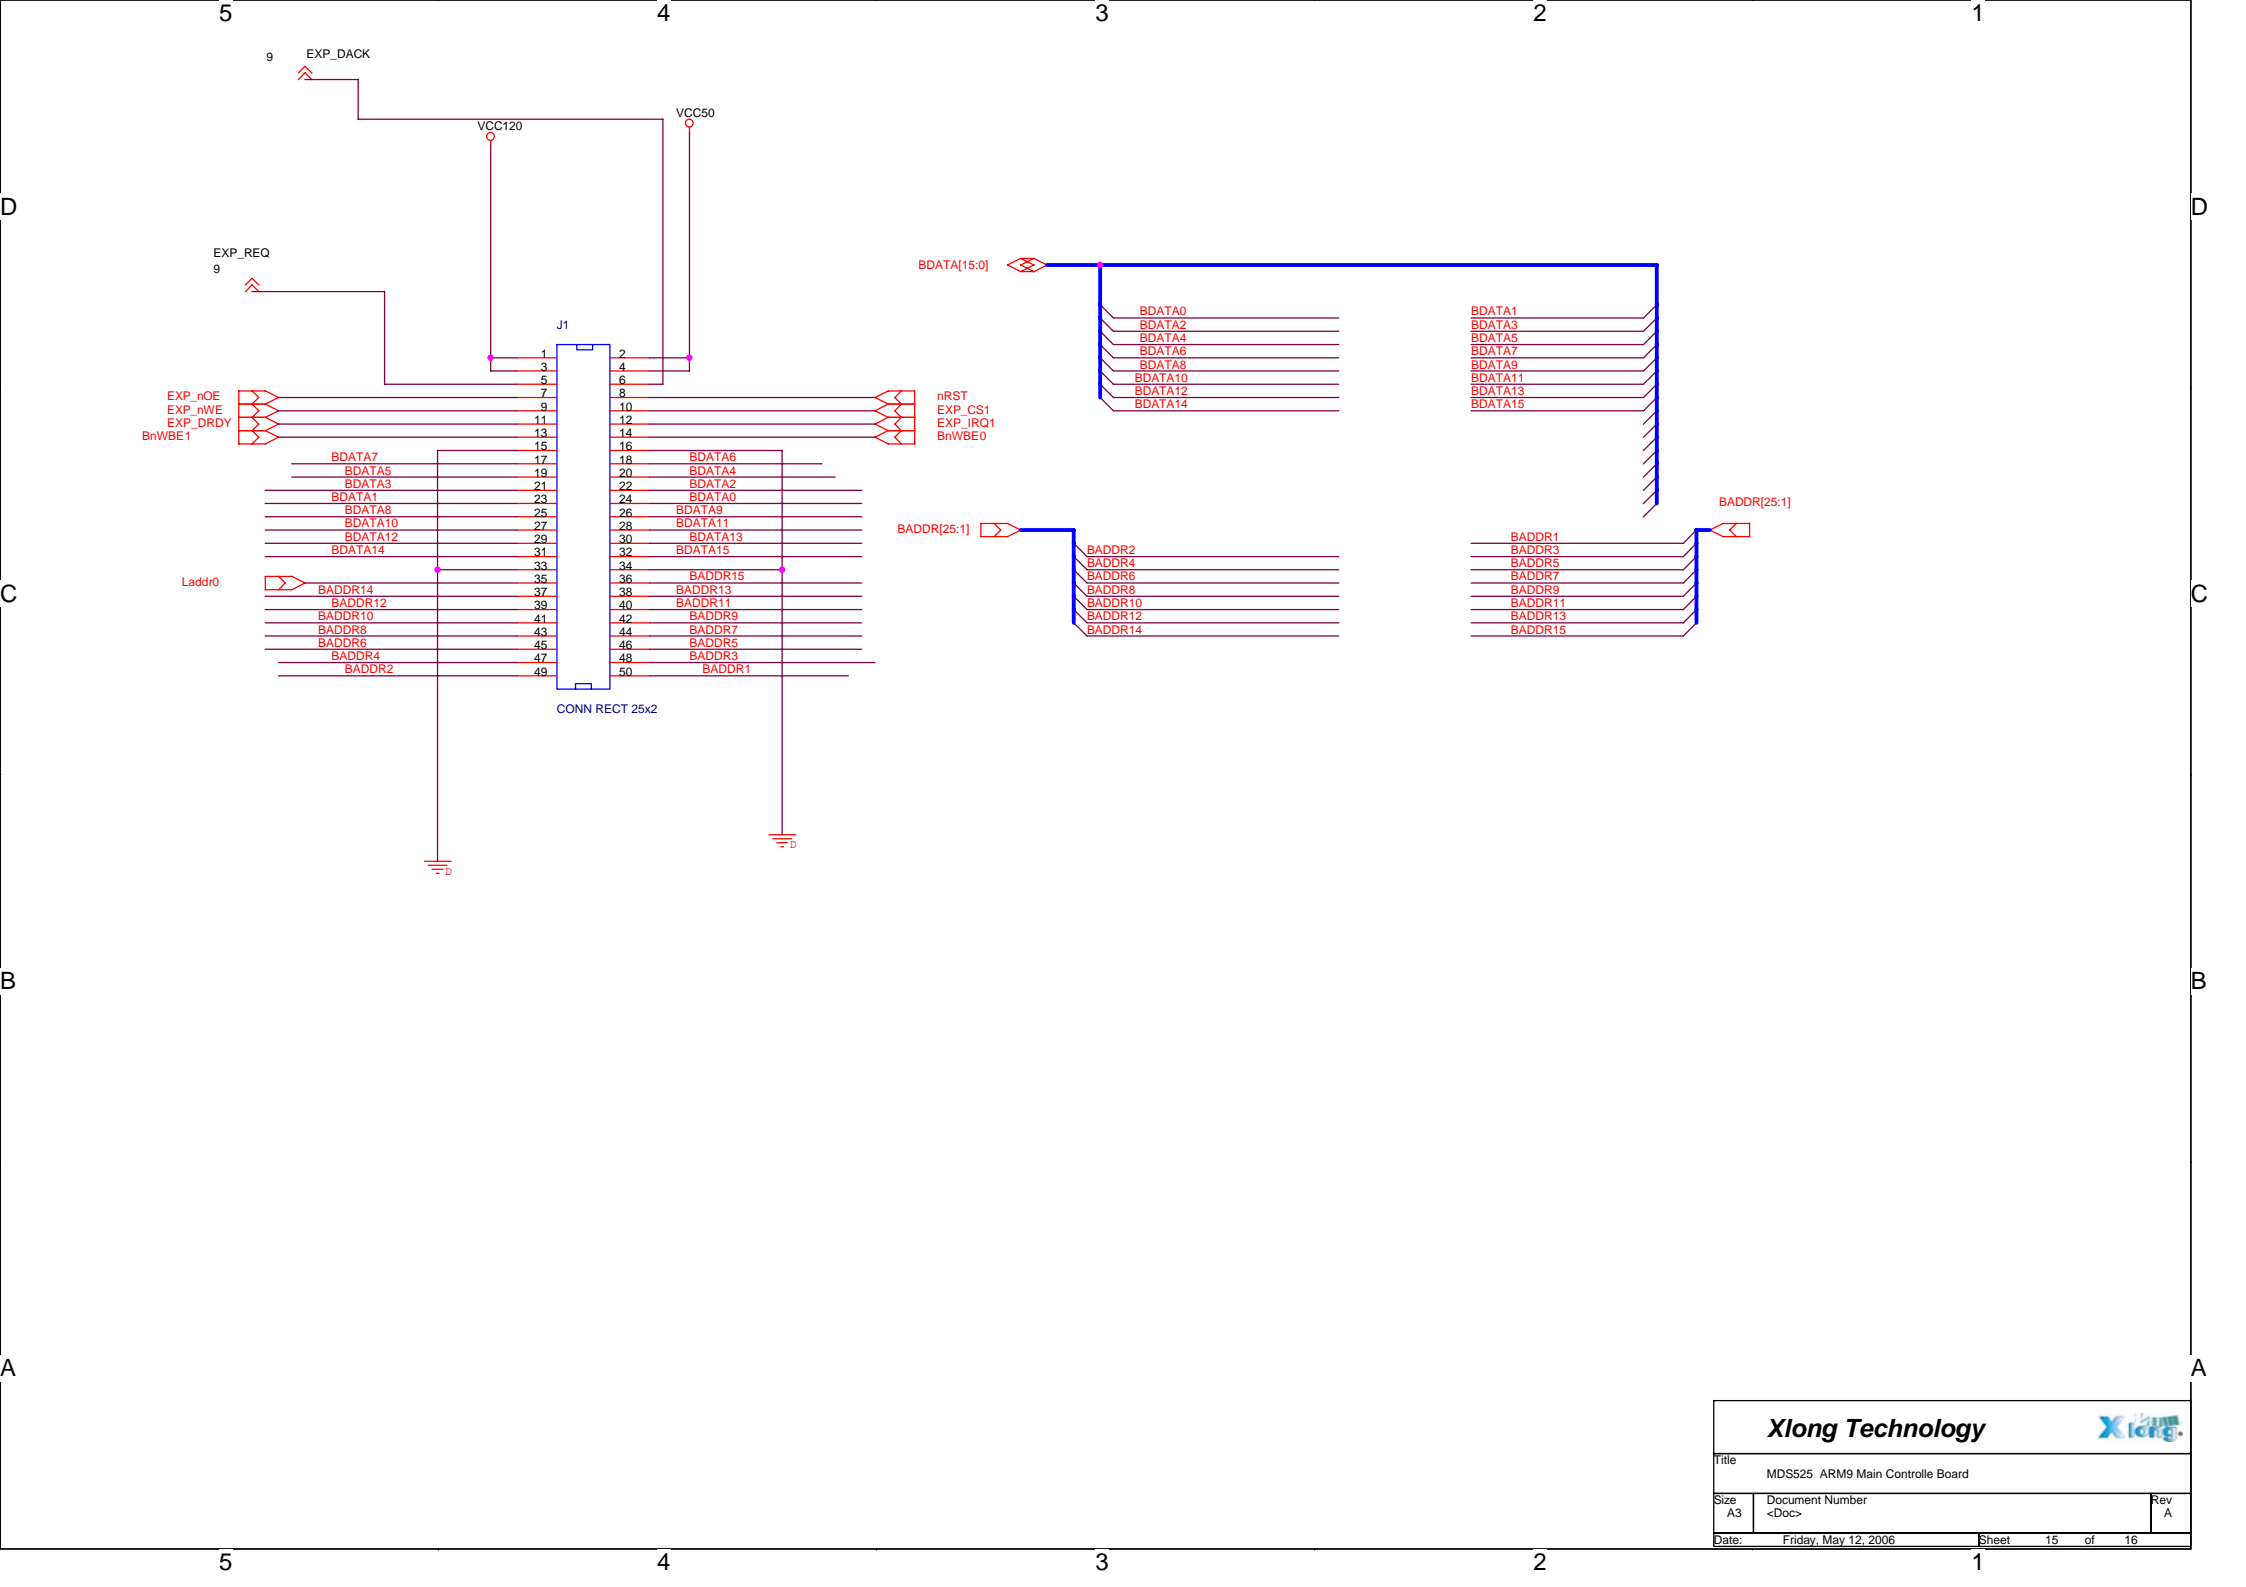 5 4 3 2 1
9 EXP_DACK
VCC120
VCC50
D D
EXP_REQ
9
BDATA[15:0]
J1
BDATA0 BDATA1
BDATA2 BDATA3
BDATA4 BDATA5
BDATA6 BDATA7
BDATA8 BDATA9
BDATA10 BDATA11
BDATA12 BDATA13
BDATA14 BDATA15
1 2
3 4
5 6
EXP_nOE 7 8 nRST
EXP_nWE 9 10 EXP_CS1
EXP_DRDY 11 12 EXP_IRQ1
BnWBE1 13 14 BnWBE0
15 16
BDATA7 17 18 BDATA6
BDATA5 19 20 BDATA4
BDATA3 21 22 BDATA2
BDATA1 23 24 BDATA0
BDATA8 25 26 BDATA9
BDATA10 27 28 BDATA11
BDATA12 29 30 BDATA13
BDATA14 31 32 BDATA15
33 34
Laddr0 35 36 BADDR15
BADDR14 37 38 BADDR13
BADDR12 39 40 BADDR11
BADDR10 41 42 BADDR9
BADDR8 43 44 BADDR7
BADDR6 45 46 BADDR5
BADDR4 47 48 BADDR3
BADDR2 49 50 BADDR1
CONN RECT 25x2
BADDR[25:1]
BADDR[25:1]
BADDR1
BADDR2 BADDR3
BADDR4 BADDR5
BADDR6 BADDR7
BADDR8 BADDR9
BADDR10 BADDR11
BADDR12 BADDR13
BADDR14 BADDR15
C C
D
D
B B
A A
Xlong Technology
Xlong.
Title
MDS525 ARM9 Main Controlle Board
Size Document Number Rev
A3 <Doc> A
Date: Friday, May 12, 2006 Sheet 15 of 16
5 4 3 2 1